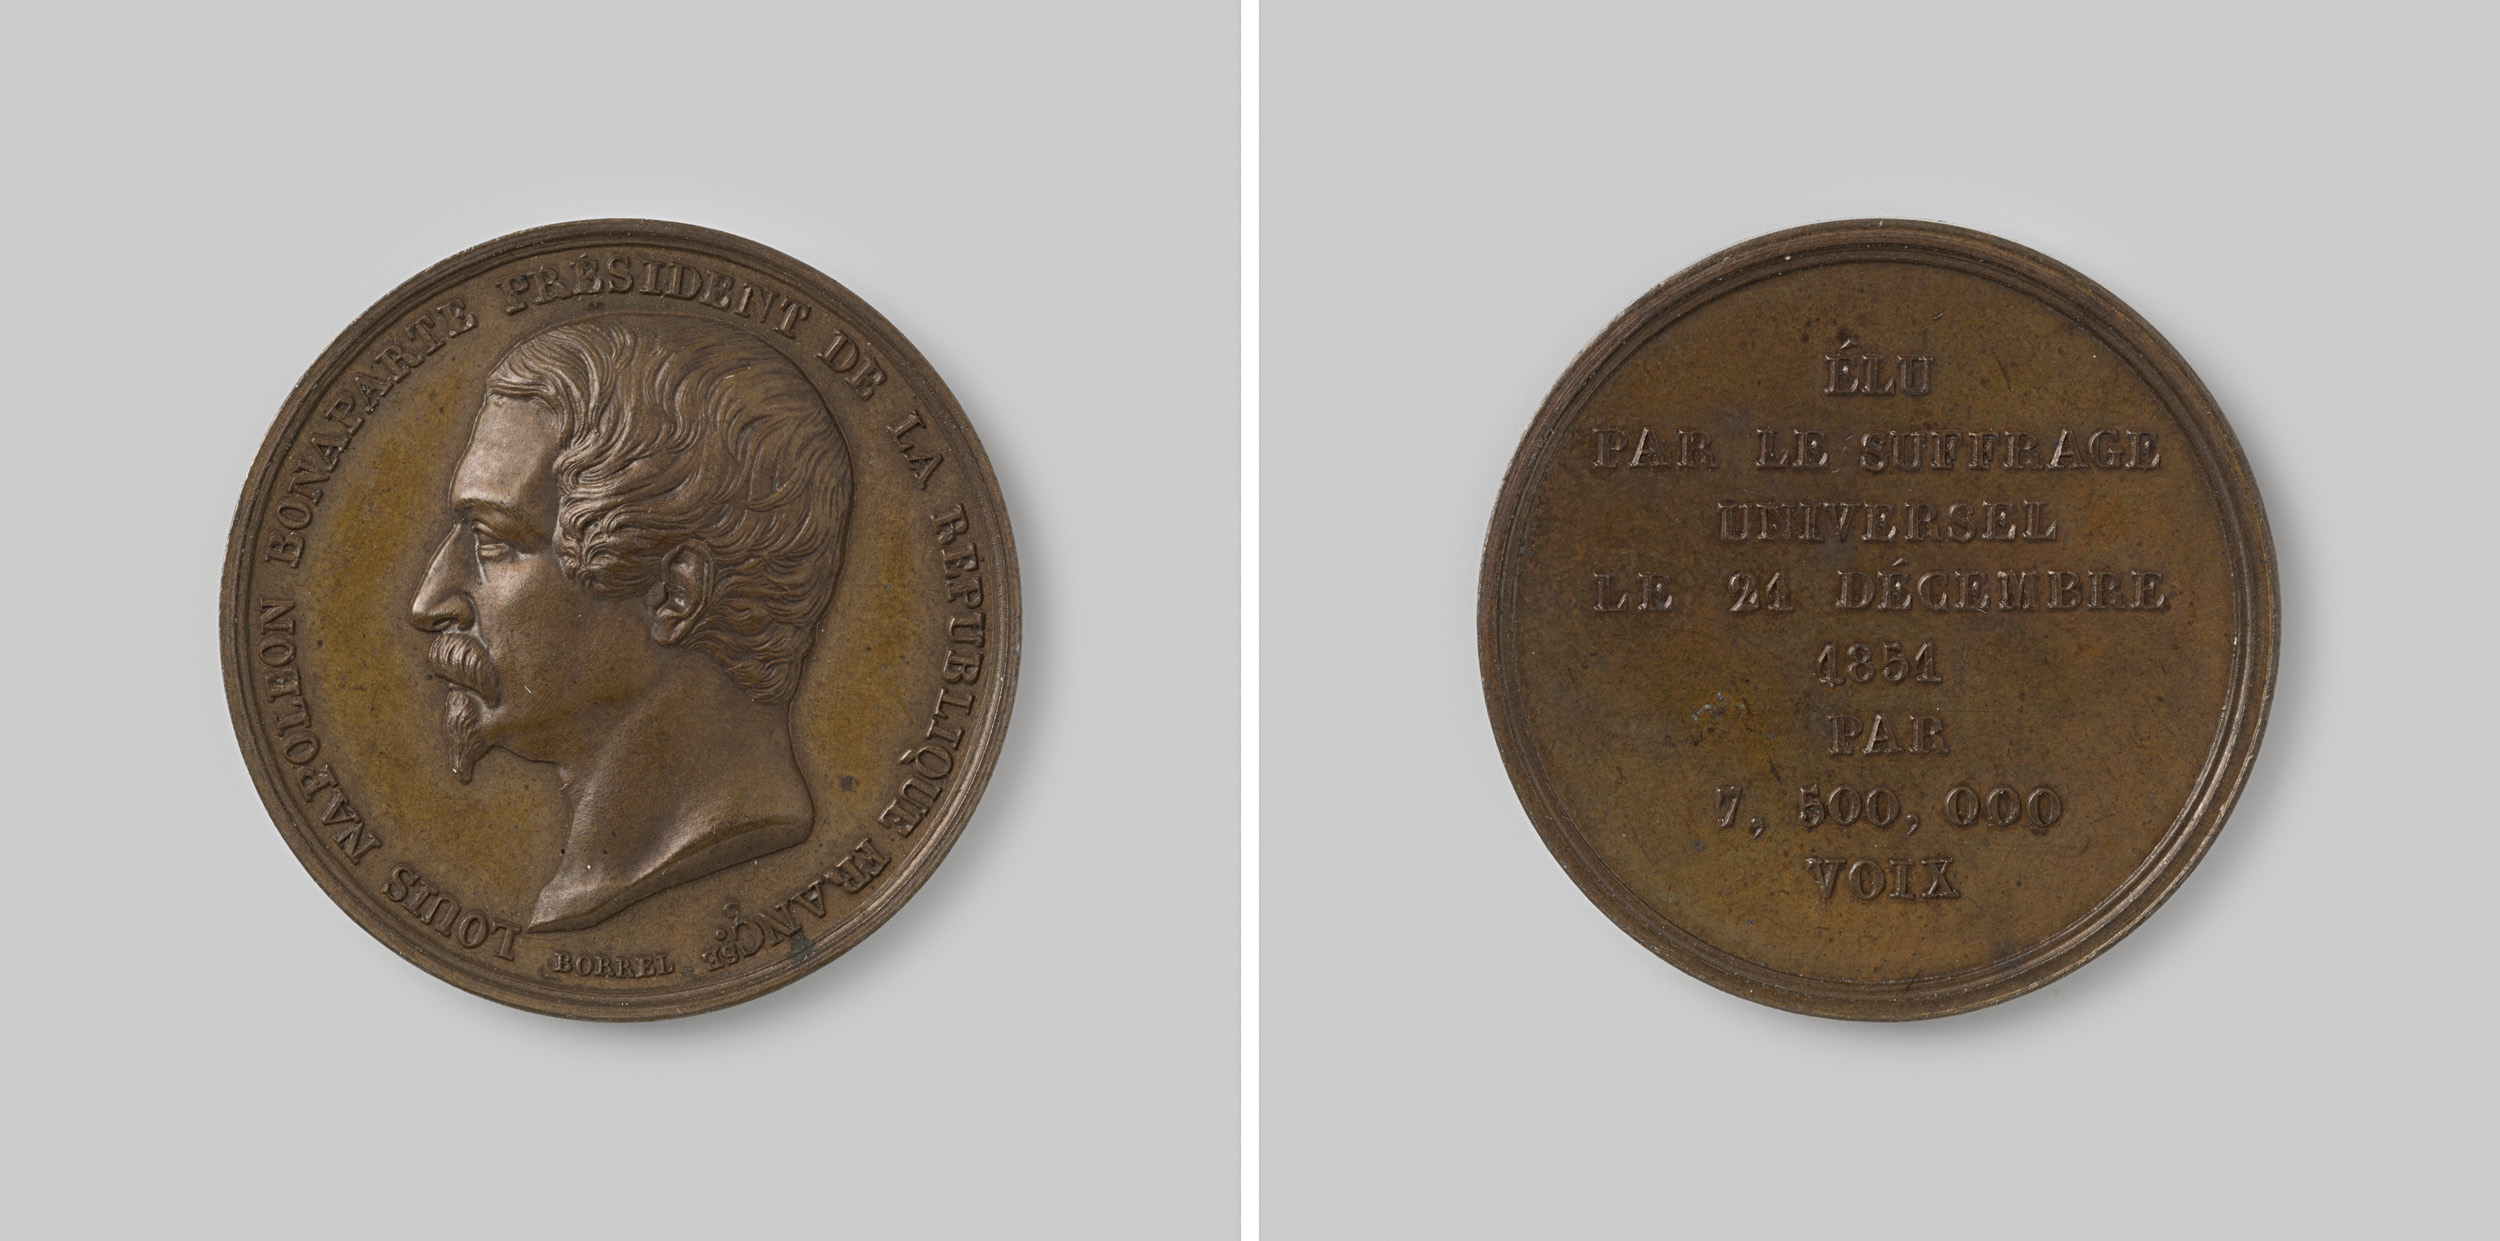 LOUIS NAPOLEON BONAPARTE PRÉSIDENT DE LA RÉPUBLIQUE FRANÇSE
BORREL
ÉLU
PAR LE SUFFRAGE
UNIVERSEL
LE 21 DÉCEMBRE
1851
PAR
7, 500, 000
VOIX